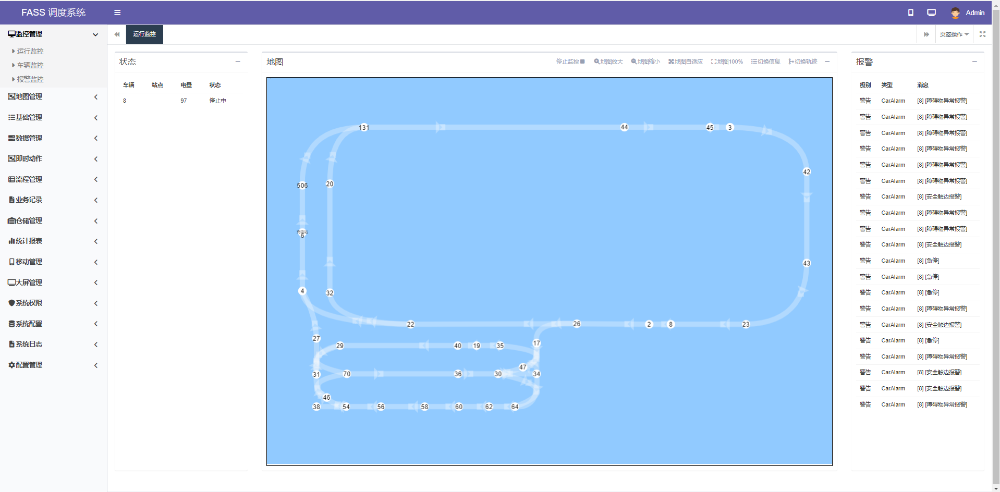 FASS 调度系统
Admin
监控管理
运行监控
车辆监控
报警监控
地图管理
基础管理
数据管理
即时动作
流程管理
业务记录
仓储管理
统计报表
移动管理
大屏管理
系统权限
系统配置
系统日志
配置管理
运行监控
页签操作
状态
车辆 站点 电量 状态
8 97 停止中
地图
停止监控 地图放大 地图缩小 地图自适应 地图100% 切换信息 切换轨迹
131 44 45 3
42
506 20
充电站
6
43
4 32
22 26 2 8 23
27 29 40 19 35 17
47
31 70 36 30 34
46
38 54 56 58 60 62 64
报警
级别 类型 消息
警告 CarAlarm [8] [障碍物异常报警]
警告 CarAlarm [8] [障碍物异常报警]
警告 CarAlarm [8] [障碍物异常报警]
警告 CarAlarm [8] [障碍物异常报警]
警告 CarAlarm [8] [障碍物异常报警]
警告 CarAlarm [8] [障碍物异常报警]
警告 CarAlarm [8] [安全触边报警]
警告 CarAlarm [8] [障碍物异常报警]
警告 CarAlarm [8] [障碍物异常报警]
警告 CarAlarm [8] [安全触边报警]
警告 CarAlarm [8] [急停]
警告 CarAlarm [8] [急停]
警告 CarAlarm [8] [急停]
警告 CarAlarm [8] [障碍物异常报警]
警告 CarAlarm [8] [安全触边报警]
警告 CarAlarm [8] [急停]
警告 CarAlarm [8] [障碍物异常报警]
警告 CarAlarm [8] [安全触边报警]
警告 CarAlarm [8] [安全触边报警]
警告 CarAlarm [8] [障碍物异常报警]